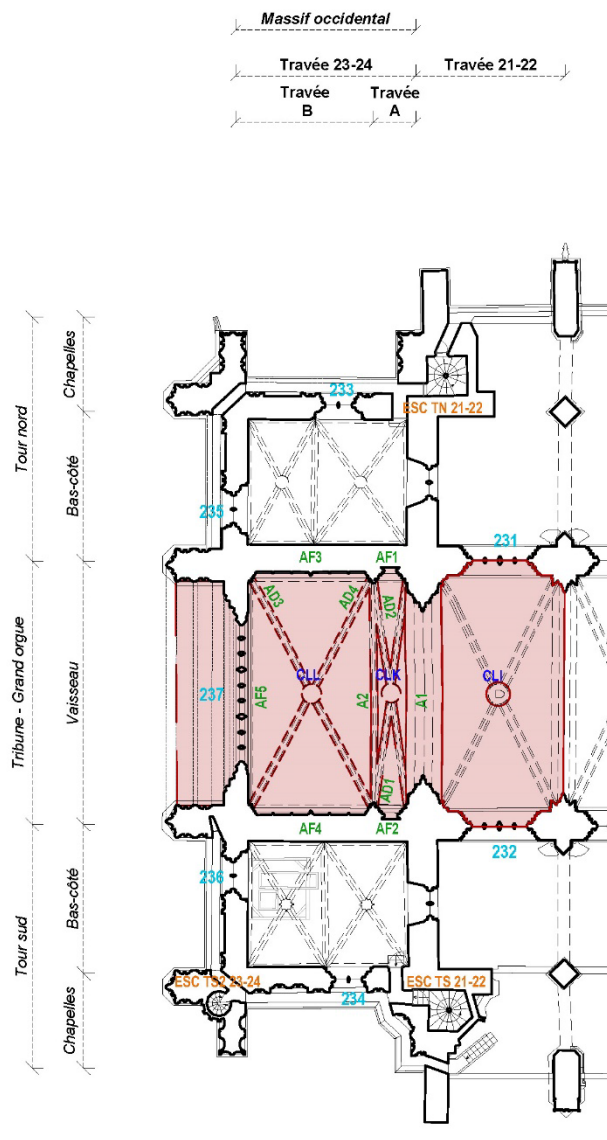 Massif occidental
Travée 23-24
Travée 21-22
Travée
B
Travée
A
Tour nord
Chapelles
Bas-côté
Tribune - Grand orgue
Vaisseau
Tour sud
Bas-côté
Chapelles
233
ESC TN 21-22
235
231
AF3
AF1
AD3
AD4
AD2
CLL
CLK
CLI
237
AF5
A2
A1
AD1
AF4
AF2
232
236
ESC TS2 23-24
ESC TS 21-22
234